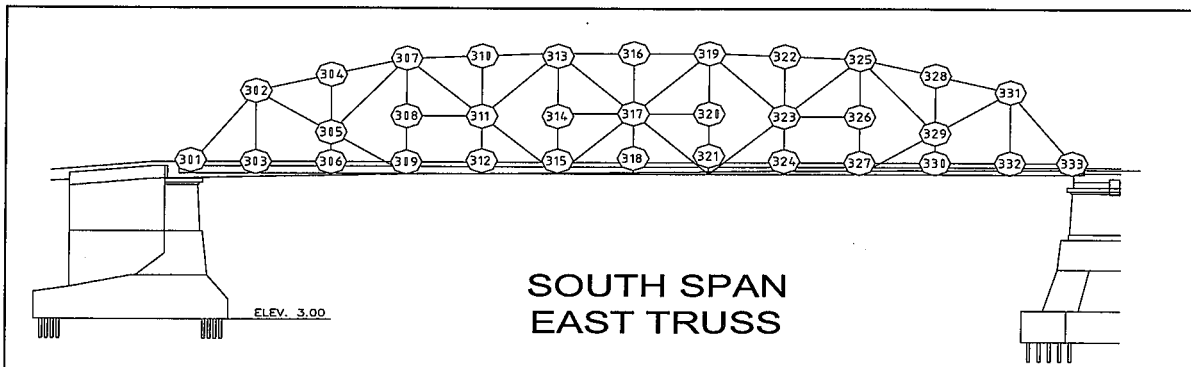 310 313 316 319 322
307 325
304 328
302 331
308 311 314 317 320 323 326
305 329
301 303 306 309 312 315 318 321 324 327 330 332 333
SOUTH SPAN
EAST TRUSS
ELEV. 3.00